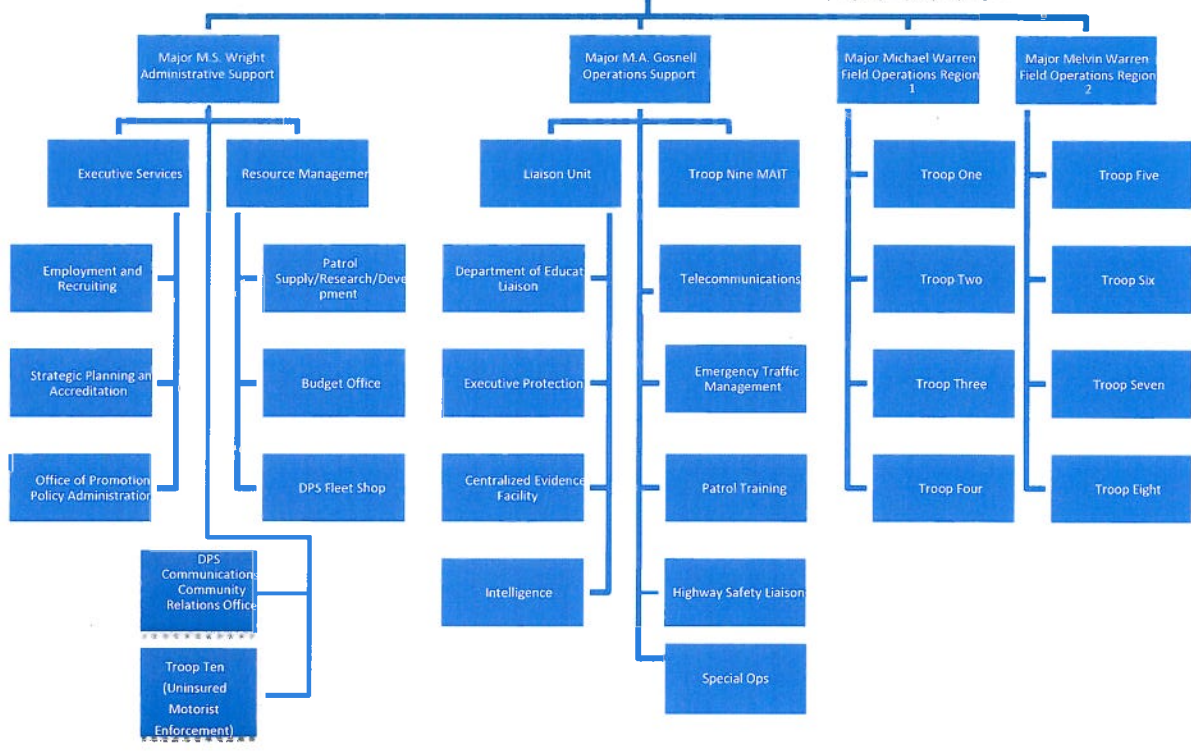 Major M.S. Wright
Administrative Support
Major M.A. Gosnell
Operations Support
Major Michael Warren
Field Operations Region
1
Major Melvin Warren
Field Operations Region
2
Executive Services
Resource Managemen
Liaison Unit
Troop Nine MAIT
Troop One
Troop Five
Employment and
Recruiting
Patrol
Supply/Research/Deve
pment
Department of Educat
Liaison
Telecommunications
Troop Two
Troop Six
Strategic Planning an
Accreditation
Budget Office
Executive Protection
Emergency Traffic
Management
Troop Three
Troop Seven
Office of Promotion
Policy Administration
DPS Fleet Shop
Centralized Evidence
Facility
Patrol Training
Troop Four
Troop Eight
DPS
Communications
Community
Relations Office
Intelligence
Highway Safety Liaison
Troop Ten
(Uninsured
Motorist
Enforcement)
Special Ops